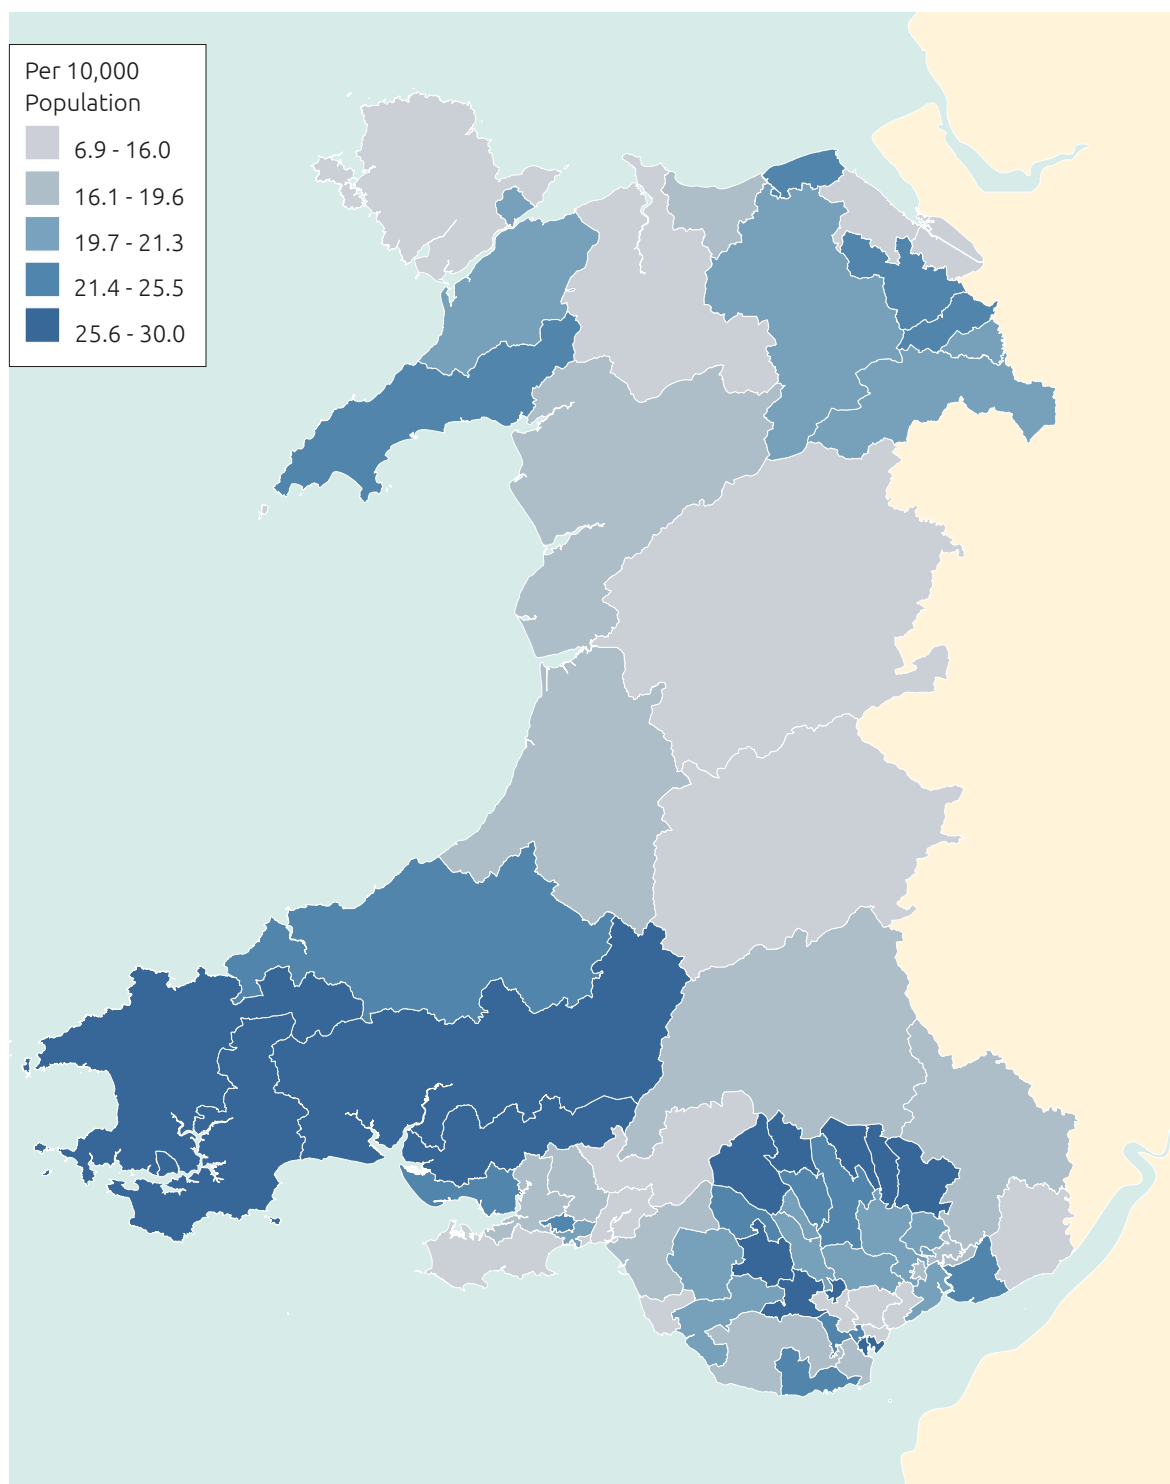 Per 10,000
Population
6.9 - 16.0
16.1 - 19.6
19.7 - 21.3
21.4 - 25.5
25.6 - 30.0